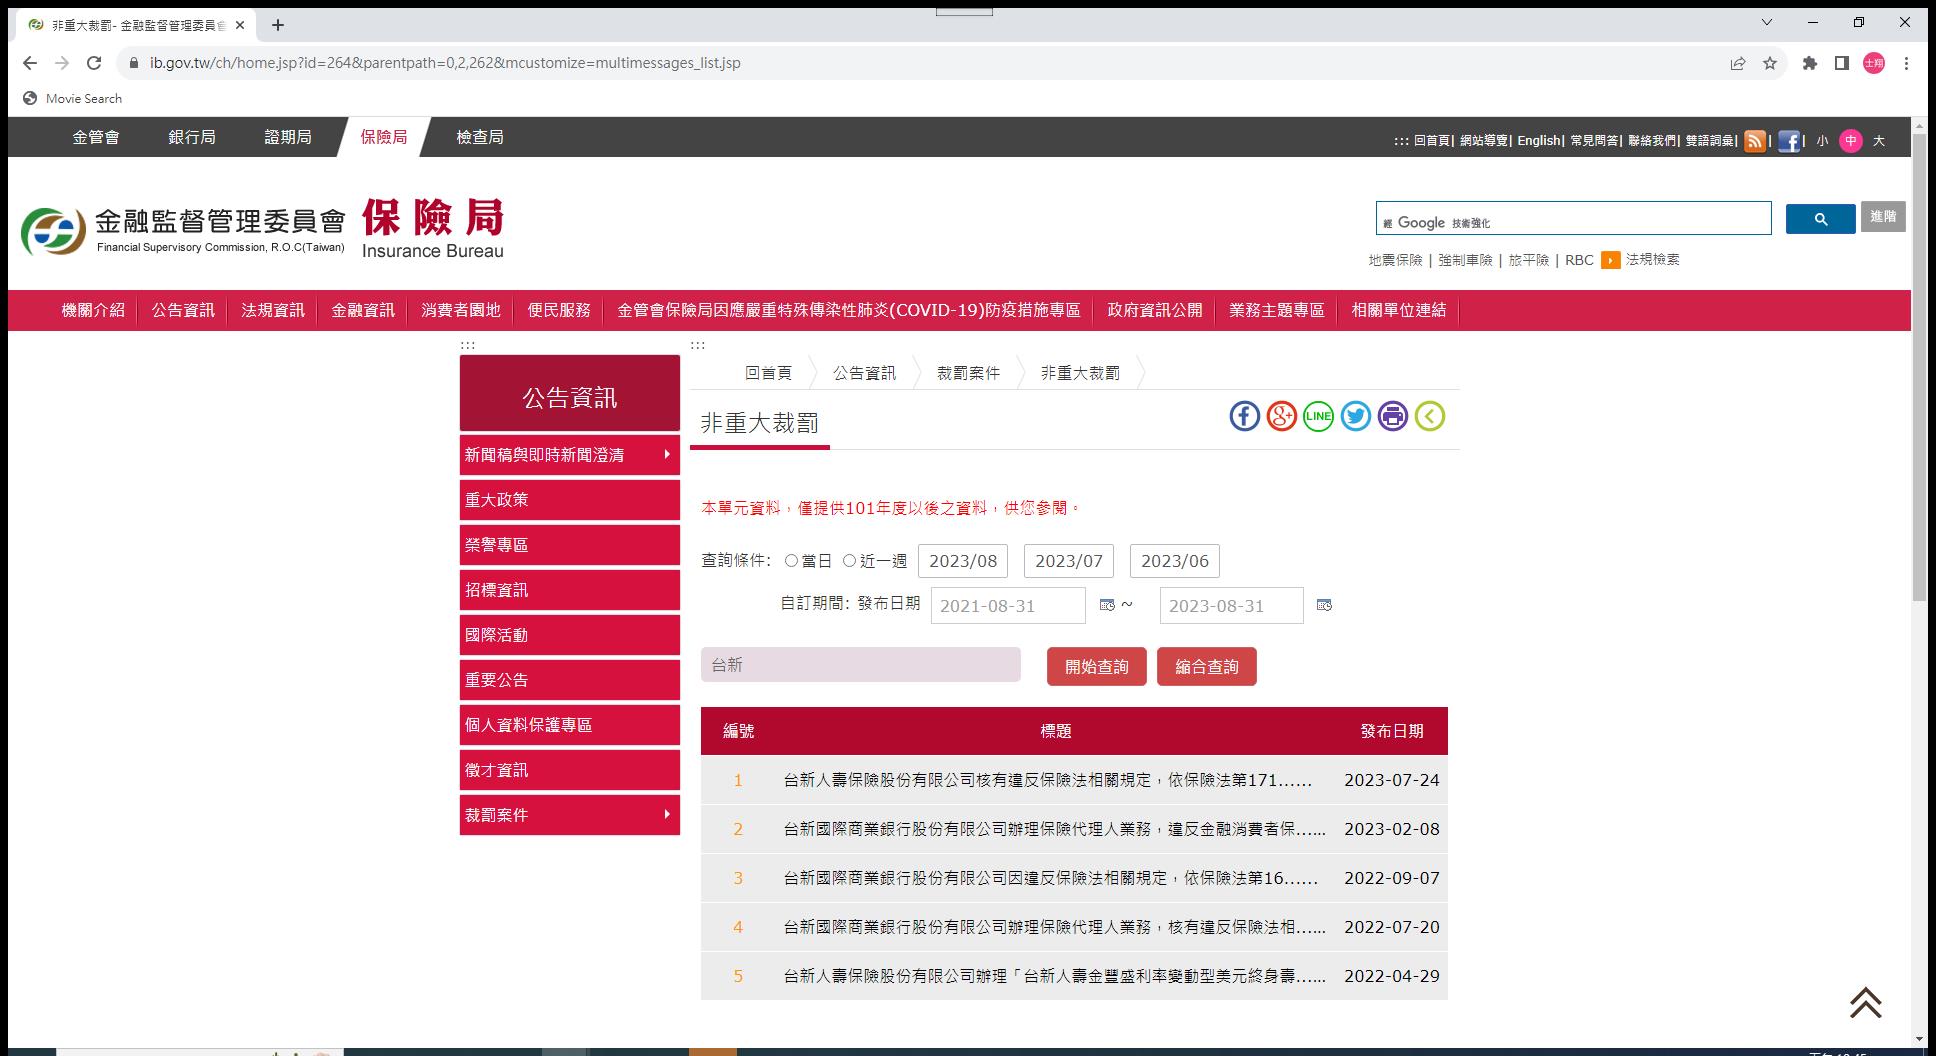 非重大裁罰- 金融監督管理委員會
ib.gov.tw/ch/home.jsp?id=264&parentpath=0,2,262&mcustomize=multimessages_list.jsp
士翔
Movie Search
金管會 銀行局 證期局 保險局 檢查局
::: 回首頁| 網站導覽| English| 常見問答| 聯絡我們| 雙語詞彙| | f | 小 中 大
金融監督管理委員會 保險局
Financial Supervisory Commission, R.O.C(Taiwan) Insurance Bureau
經 Google 技術強化 進階
地震保險 | 強制車險 | 旅平險 | RBC 法規檢索
機關介紹 公告資訊 法規資訊 金融資訊 消費者園地 便民服務 金管會保險局因應嚴重特殊傳染性肺炎(COVID-19)防疫措施專區 政府資訊公開 業務主題專區 相關單位連結
:::
公告資訊
新聞稿與即時新聞澄清
重大政策
榮譽專區
招標資訊
國際活動
重要公告
個人資料保護專區
徵才資訊
裁罰案件
:::
回首頁 公告資訊 裁罰案件 非重大裁罰
非重大裁罰
f g+ LINE
本單元資料，僅提供101年度以後之資料，供您參閱。
查詢條件: 當日 近一週 2023/08 2023/07 2023/06
自訂期間: 發布日期 2021-08-31 ~ 2023-08-31
台新 開始查詢 縮合查詢
編號 標題 發布日期
1 台新人壽保險股份有限公司核有違反保險法相關規定，依保險法第171...... 2023-07-24
2 台新國際商業銀行股份有限公司辦理保險代理人業務，違反金融消費者保...... 2023-02-08
3 台新國際商業銀行股份有限公司因違反保險法相關規定，依保險法第16...... 2022-09-07
4 台新國際商業銀行股份有限公司辦理保險代理人業務，核有違反保險法相...... 2022-07-20
5 台新人壽保險股份有限公司辦理「台新人壽金豐盛利率變動型美元終身壽...... 2022-04-29